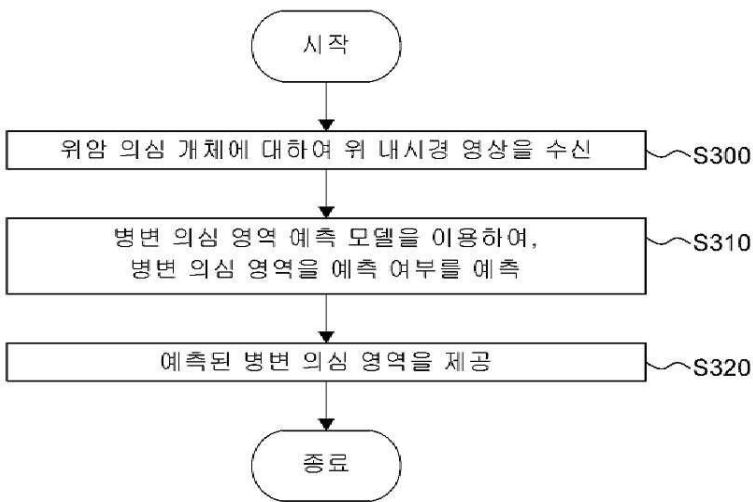 시작
위암 의심 개체에 대하여 위 내시경 영상을 수신
S300
병변 의심 영역 예측 모델을 이용하여,
병변 의심 영역을 예측 여부를 예측
S310
예측된 병변 의심 영역을 제공
S320
종료